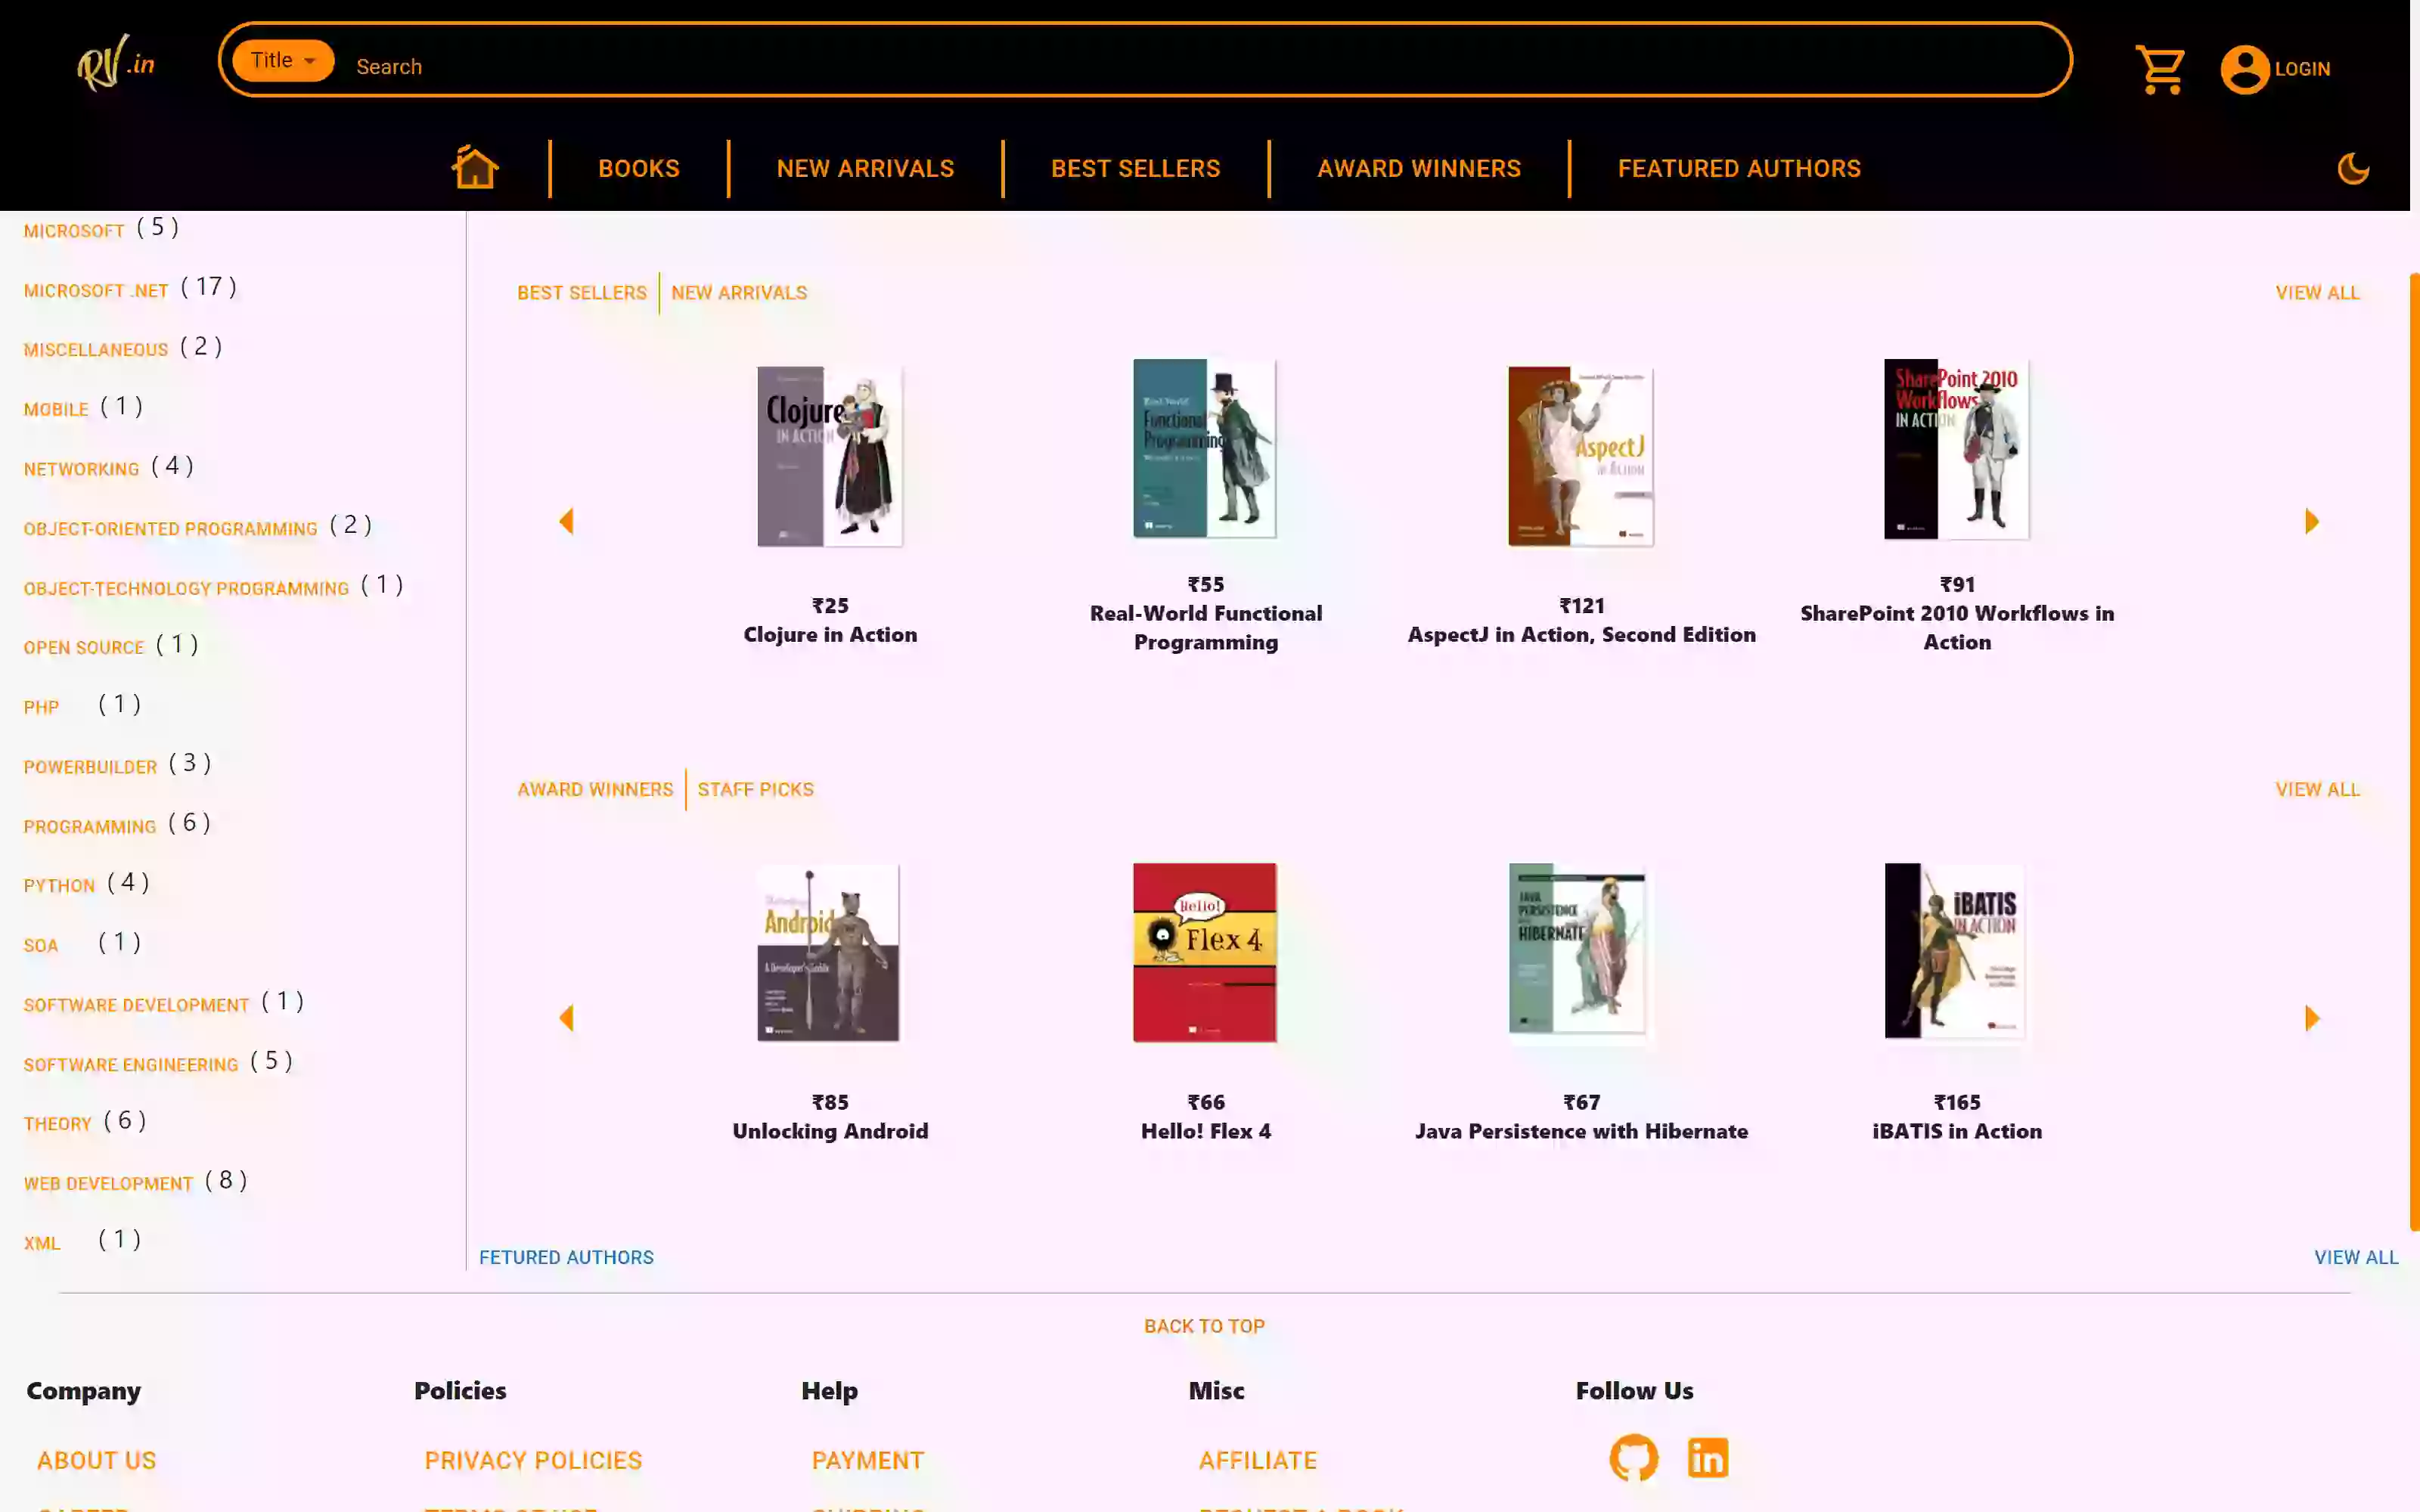 RV.in
Title
Search
LOGIN
BOOKS
NEW ARRIVALS
BEST SELLERS
AWARD WINNERS
FEATURED AUTHORS
MICROSOFT ( 5 )
MICROSOFT .NET ( 17 )
MISCELLANEOUS ( 2 )
MOBILE ( 1 )
NETWORKING ( 4 )
OBJECT-ORIENTED PROGRAMMING ( 2 )
OBJECT-TECHNOLOGY PROGRAMMING ( 1 )
OPEN SOURCE ( 1 )
PHP ( 1 )
POWERBUILDER ( 3 )
PROGRAMMING ( 6 )
PYTHON ( 4 )
SOA ( 1 )
SOFTWARE DEVELOPMENT ( 1 )
SOFTWARE ENGINEERING ( 5 )
THEORY ( 6 )
WEB DEVELOPMENT ( 8 )
XML ( 1 )
BEST SELLERS
NEW ARRIVALS
VIEW ALL
Clojure
IN ACTION
Real-World
Functional
Programming
AspectJ
IN ACTION
SharePoint 2010
Workflows
IN ACTION
₹25
Clojure in Action
₹55
Real-World Functional
Programming
₹121
AspectJ in Action, Second Edition
₹91
SharePoint 2010 Workflows in
Action
AWARD WINNERS
STAFF PICKS
VIEW ALL
Android
A Developer's Guide
Hello!
Flex 4
JAVA
PERSISTENCE
HIBERNATE
iBATIS
IN ACTION
₹85
Unlocking Android
₹66
Hello! Flex 4
₹67
Java Persistence with Hibernate
₹165
iBATIS in Action
FETURED AUTHORS
VIEW ALL
BACK TO TOP
Company
Policies
Help
Misc
Follow Us
ABOUT US
PRIVACY POLICIES
PAYMENT
AFFILIATE
in